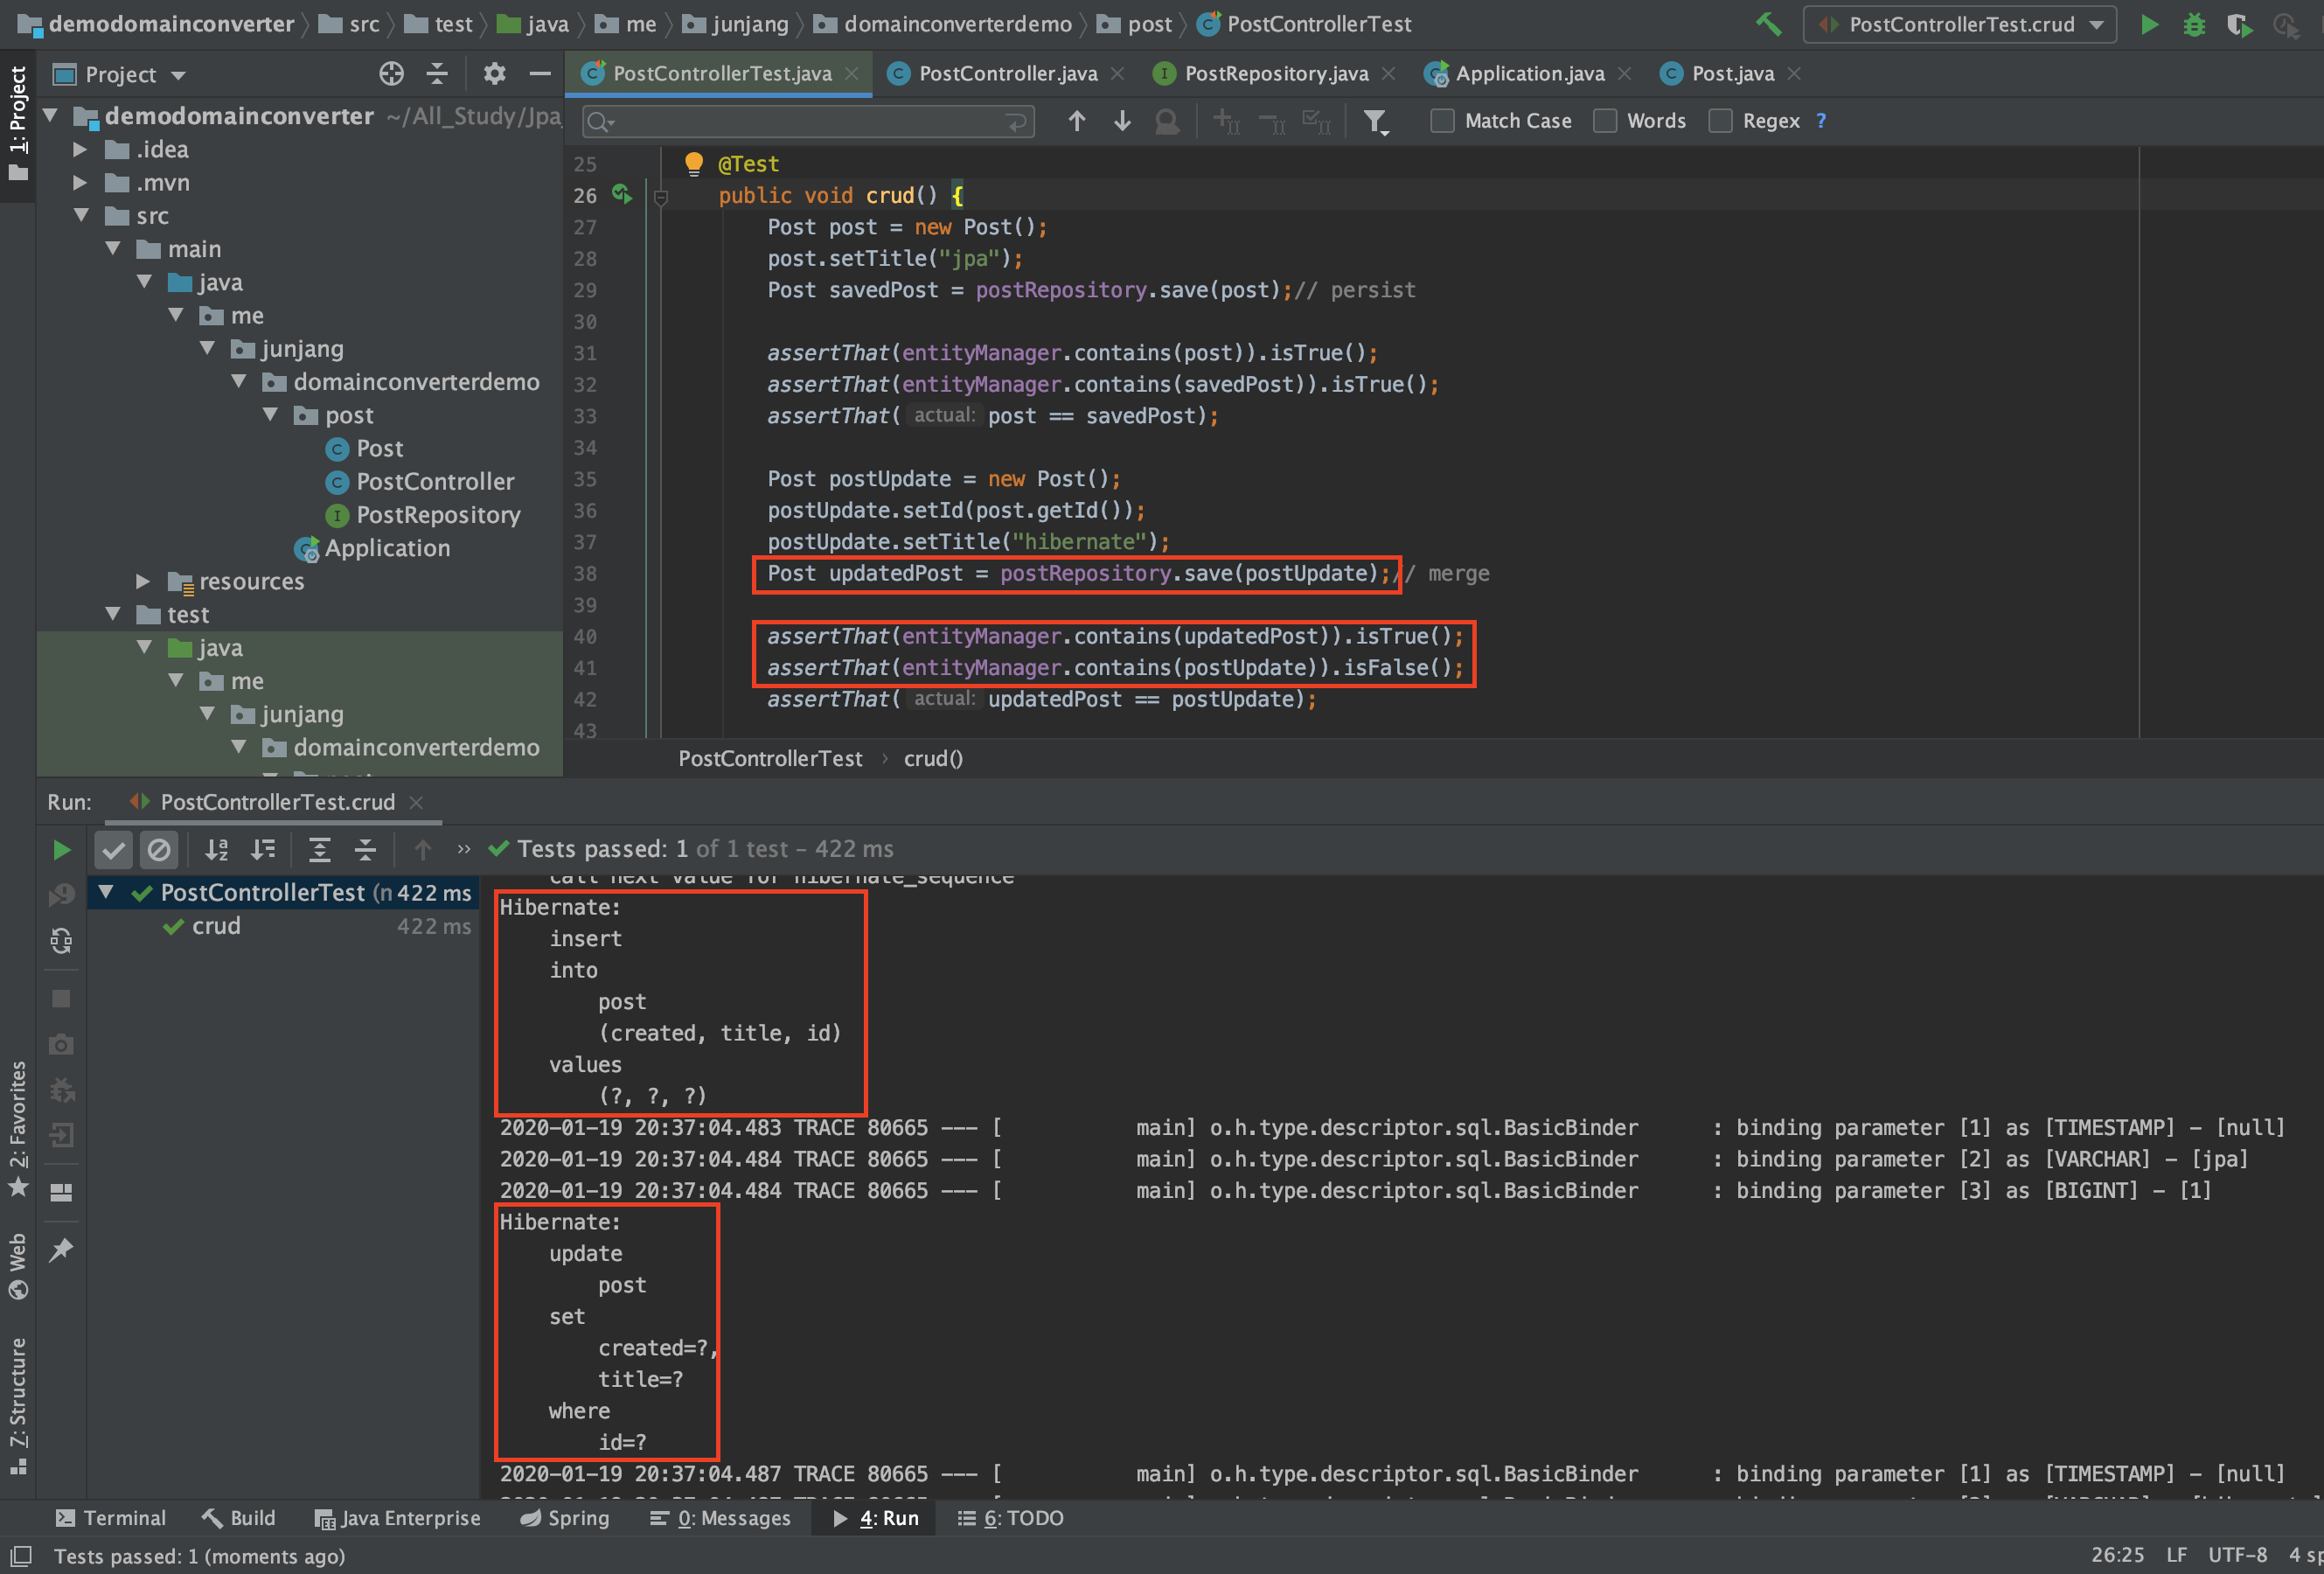 demodomainconverter src test java me junjang domainconverterdemo post PostControllerTest PostControllerTest.crud
1: Project
Project
PostControllerTest.java PostController.java PostRepository.java Application.java Post.java
demodomainconverter ~/All_Study/Jpa
.idea
.mvn
src
main
java
me
junjang
domainconverterdemo
post
Post
PostController
PostRepository
Application
resources
test
java
me
junjang
domainconverterdemo
Match Case Words Regex ?
25 @Test
26 public void crud() {
27 Post post = new Post();
28 post.setTitle("jpa");
29 Post savedPost = postRepository.save(post);// persist
30
31 assertThat(entityManager.contains(post)).isTrue();
32 assertThat(entityManager.contains(savedPost)).isTrue();
33 assertThat( actual: post == savedPost);
34
35 Post postUpdate = new Post();
36 postUpdate.setId(post.getId());
37 postUpdate.setTitle("hibernate");
38 Post updatedPost = postRepository.save(postUpdate);// merge
39
40 assertThat(entityManager.contains(updatedPost)).isTrue();
41 assertThat(entityManager.contains(postUpdate)).isFalse();
42 assertThat( actual: updatedPost == postUpdate);
43
PostControllerTest crud()
Run: PostControllerTest.crud
Tests passed: 1 of 1 test – 422 ms
PostControllerTest (n 422 ms
crud 422 ms
call next value for hibernate_sequence
Hibernate:
insert
into
post
(created, title, id)
values
(?, ?, ?)
2020-01-19 20:37:04.483 TRACE 80665 --- [ main] o.h.type.descriptor.sql.BasicBinder : binding parameter [1] as [TIMESTAMP] - [null]
2020-01-19 20:37:04.484 TRACE 80665 --- [ main] o.h.type.descriptor.sql.BasicBinder : binding parameter [2] as [VARCHAR] - [jpa]
2020-01-19 20:37:04.484 TRACE 80665 --- [ main] o.h.type.descriptor.sql.BasicBinder : binding parameter [3] as [BIGINT] - [1]
Hibernate:
update
post
set
created=?,
title=?
where
id=?
2020-01-19 20:37:04.487 TRACE 80665 --- [ main] o.h.type.descriptor.sql.BasicBinder : binding parameter [1] as [TIMESTAMP] - [null]
2: Favorites
Web
Z: Structure
Terminal Build Java Enterprise Spring 0: Messages 4: Run 6: TODO
Tests passed: 1 (moments ago) 26:25 LF UTF-8 4 sp